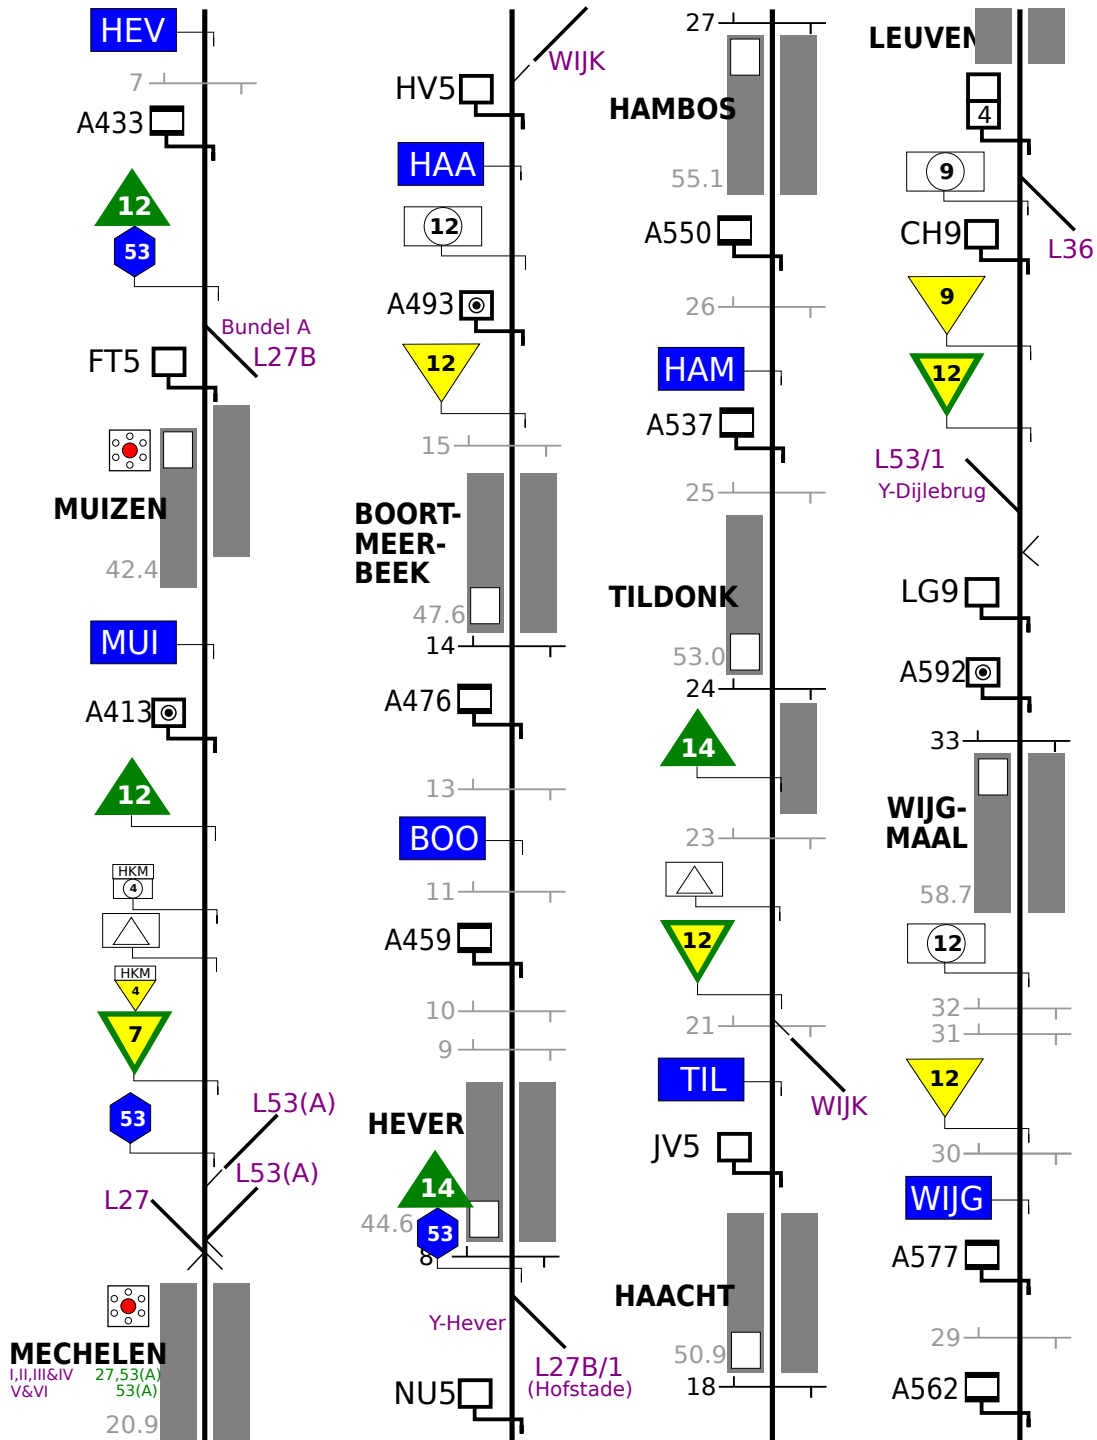 HEV
7
A433
12
53
Bundel A
L27B
FT5
MUIZEN
42.4
MUI
A413
12
HKM
4
HKM
4
7
53
L53(A)
L53(A)
L27
MECHELEN
I,II,III&IV 27,53(A)
V&VI 53(A)
20.9
WIJK
HV5
HAA
12
A493
12
15
BOORT-
MEER-
BEEK
47.6
14
A476
13
BOO
11
A459
10
9
HEVER
14
44.6
53
8
Y-Hever
L27B/1
(Hofstade)
NU5
27
HAMBOS
55.1
A550
26
HAM
A537
25
TILDONK
53.0
24
14
23
12
21
TIL
WIJK
JV5
HAACHT
50.9
18
LEUVEN
4
9
L36
CH9
9
12
L53/1
Y-Dijlebrug
LG9
A592
33
WIJG-
MAAL
58.7
12
32
31
12
30
WIJG
A577
29
A562